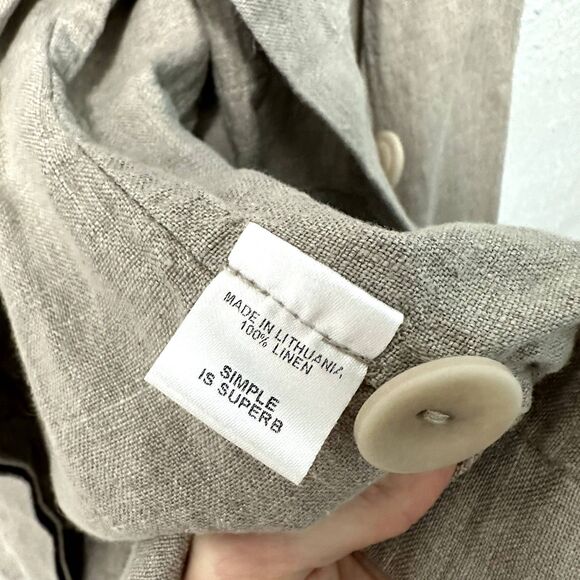 MADE IN LITHUANIA
100% LINEN
SIMPLE
IS SUPERB